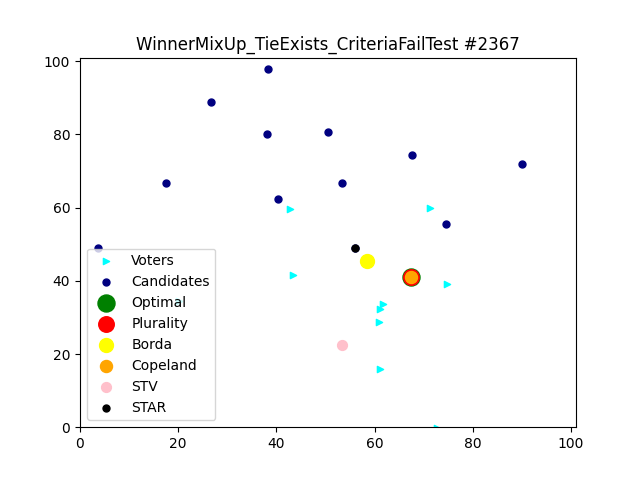 WinnerMixUp_TieExists_CriteriaFailTest #2367
100
80
60
40
20
0
Voters
Candidates
Optimal
Plurality
Borda
Copeland
STV
STAR
0 20 40 60 80 100